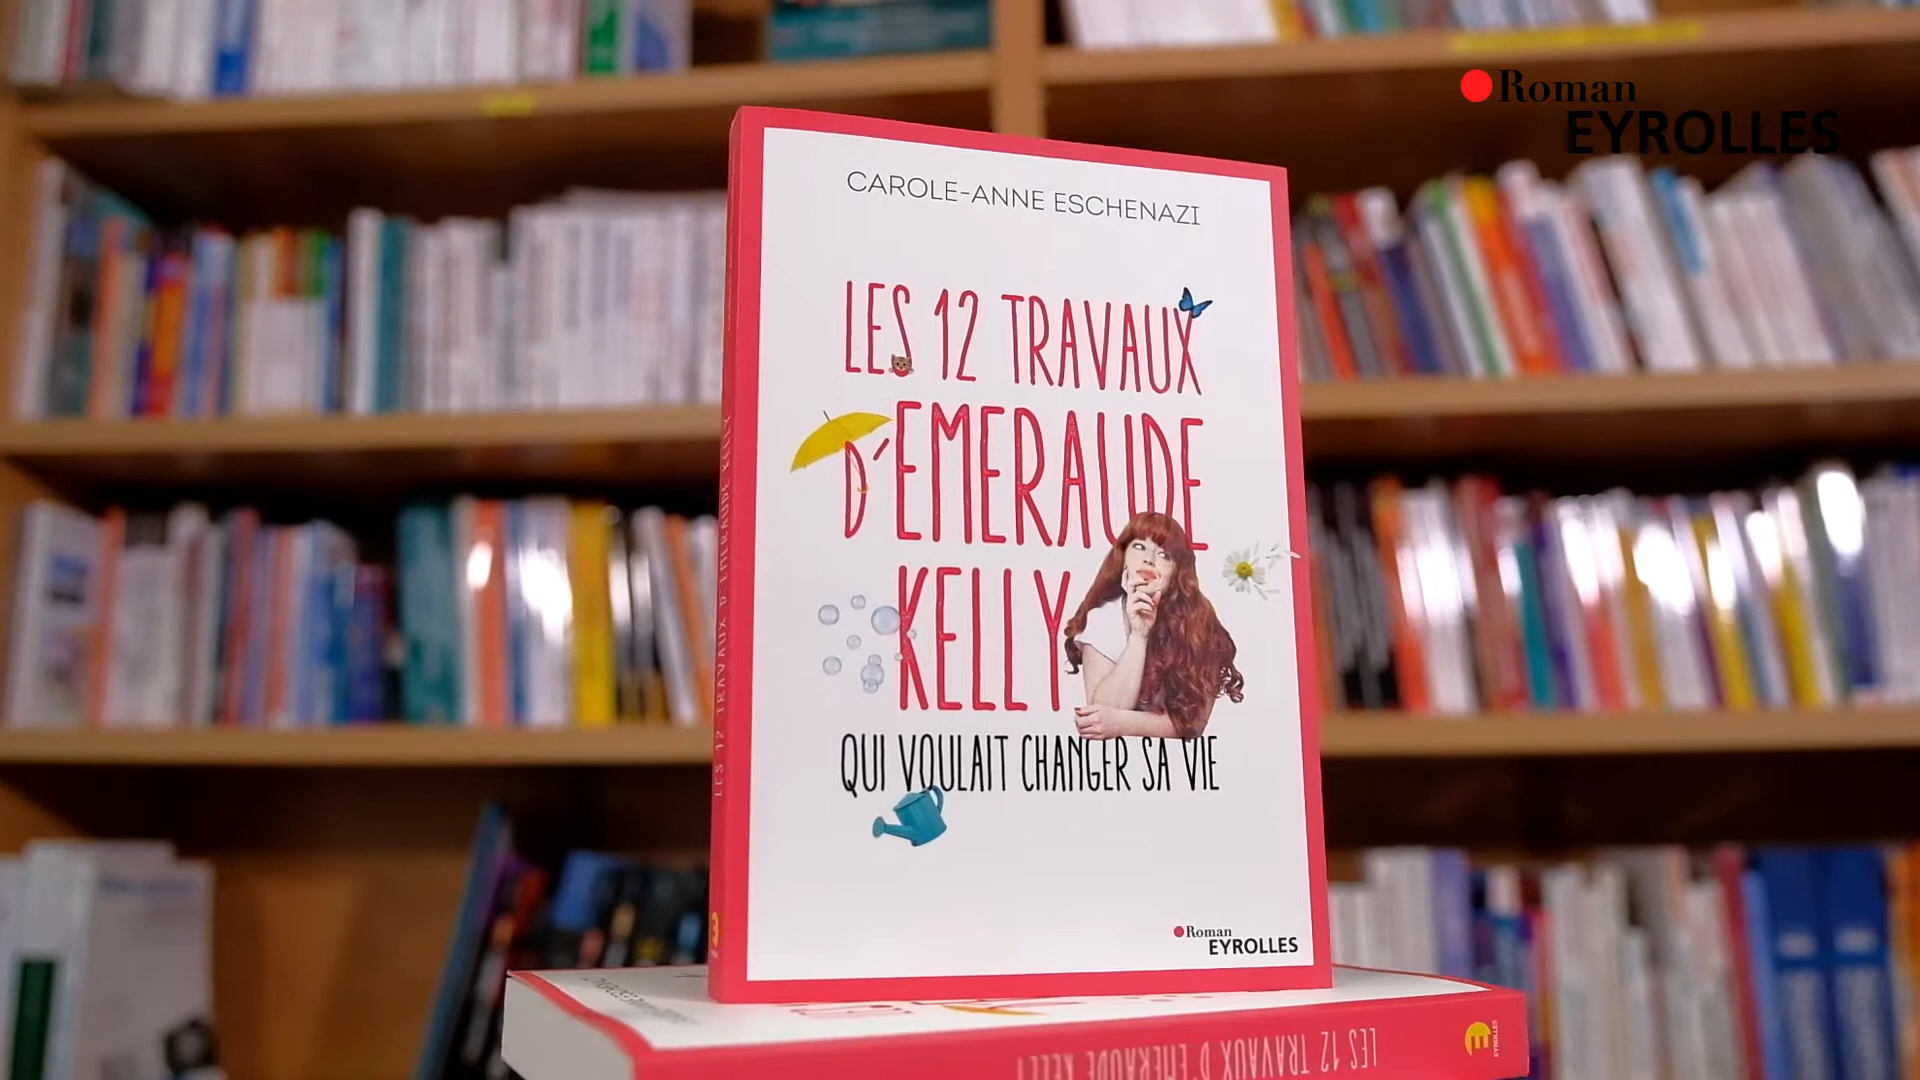 Roman
EYROLLES
CAROLE-ANNE ESCHENAZI
LES 12 TRAVAUX
D'EMERAUDE
KELLY
QUI VOULAIT CHANGER SA VIE
Roman
EYROLLES
LES 12 TRAVAUX D'EMERAUDE KELLY
LES 12 TRAVAUX D'EMERAUDE KELLY
EYROLLES